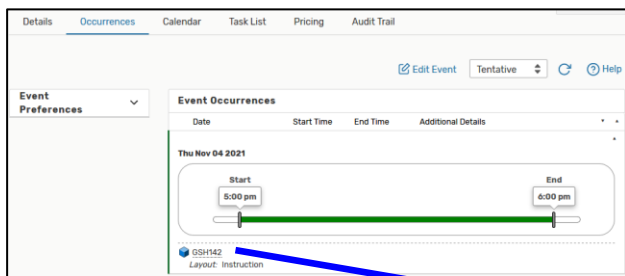 Details Occurrences Calendar Task List Pricing Audit Trail
Edit Event Tentative Help
Event Preferences
Event Occurrences
Date Start Time End Time Additional Details
Thu Nov 04 2021
Start End
5:00 pm 6:00 pm
GSH142
Layout: Instruction